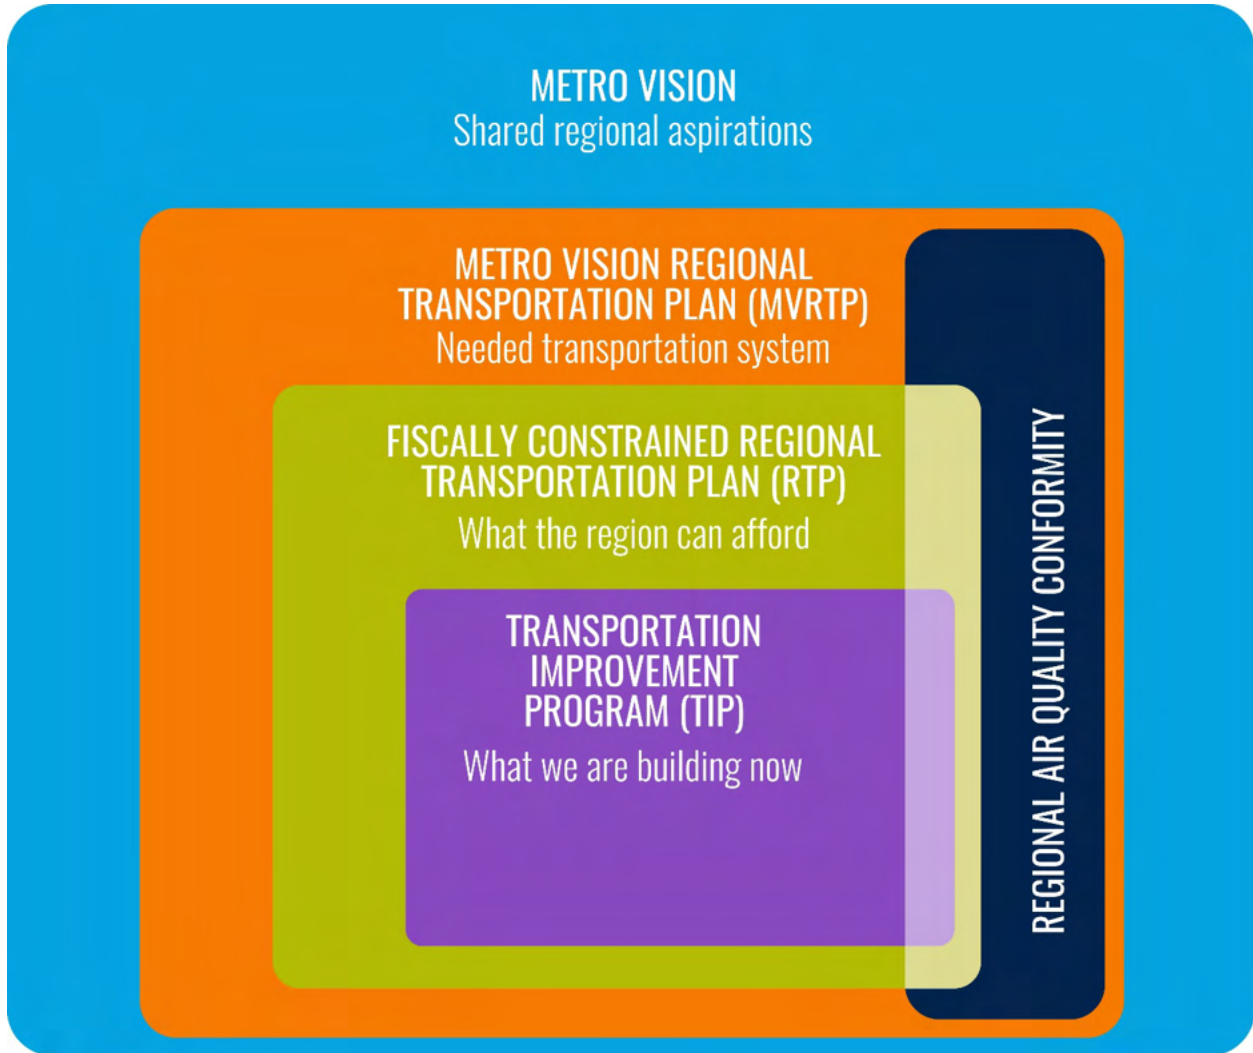 METRO VISION
Shared regional aspirations
METRO VISION REGIONAL
TRANSPORTATION PLAN (MVRTP)
Needed transportation system
FISCALLY CONSTRAINED REGIONAL
TRANSPORTATION PLAN (RTP)
What the region can afford
TRANSPORTATION
IMPROVEMENT
PROGRAM (TIP)
What we are building now
REGIONAL AIR QUALITY CONFORMITY